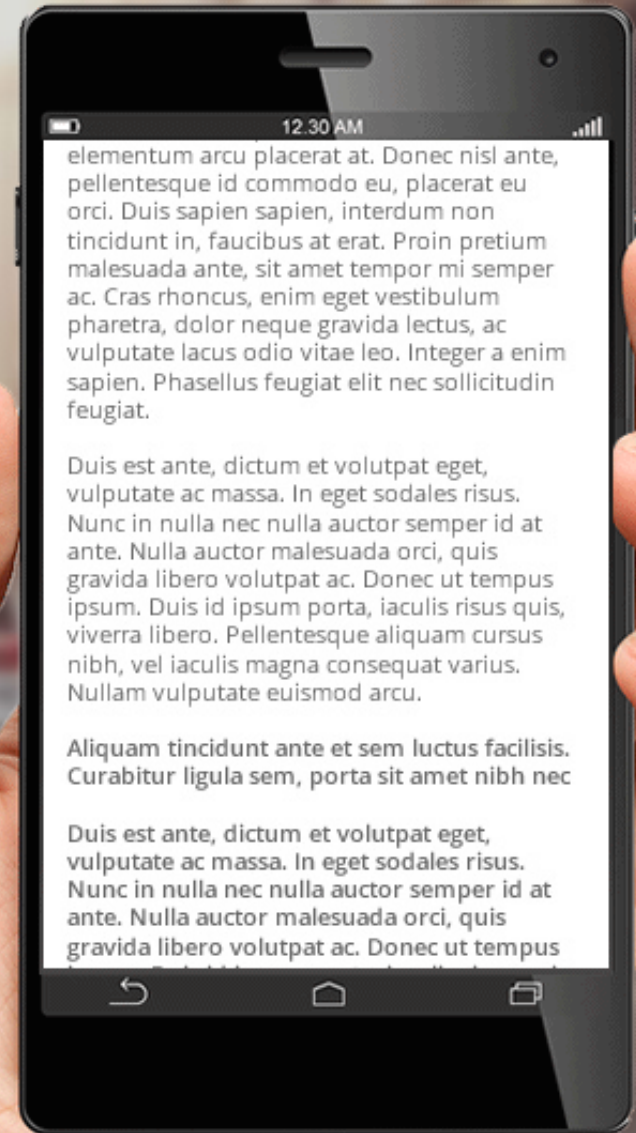 12.30 AM
elementum arcu placerat at. Donec nisl ante,
pellentesque id commodo eu, placerat eu
orci. Duis sapien sapien, interdum non
tincidunt in, faucibus at erat. Proin pretium
malesuada ante, sit amet tempor mi semper
ac. Cras rhoncus, enim eget vestibulum
pharetra, dolor neque gravida lectus, ac
vulputate lacus odio vitae leo. Integer a enim
sapien. Phasellus feugiat elit nec sollicitudin
feugiat.
Duis est ante, dictum et volutpat eget,
vulputate ac massa. In eget sodales risus.
Nunc in nulla nec nulla auctor semper id at
ante. Nulla auctor malesuada orci, quis
gravida libero volutpat ac. Donec ut tempus
ipsum. Duis id ipsum porta, iaculis risus quis,
viverra libero. Pellentesque aliquam cursus
nibh, vel iaculis magna consequat varius.
Nullam vulputate euismod arcu.
Aliquam tincidunt ante et sem luctus facilisis.
Curabitur ligula sem, porta sit amet nibh nec
Duis est ante, dictum et volutpat eget,
vulputate ac massa. In eget sodales risus.
Nunc in nulla nec nulla auctor semper id at
ante. Nulla auctor malesuada orci, quis
gravida libero volutpat ac. Donec ut tempus